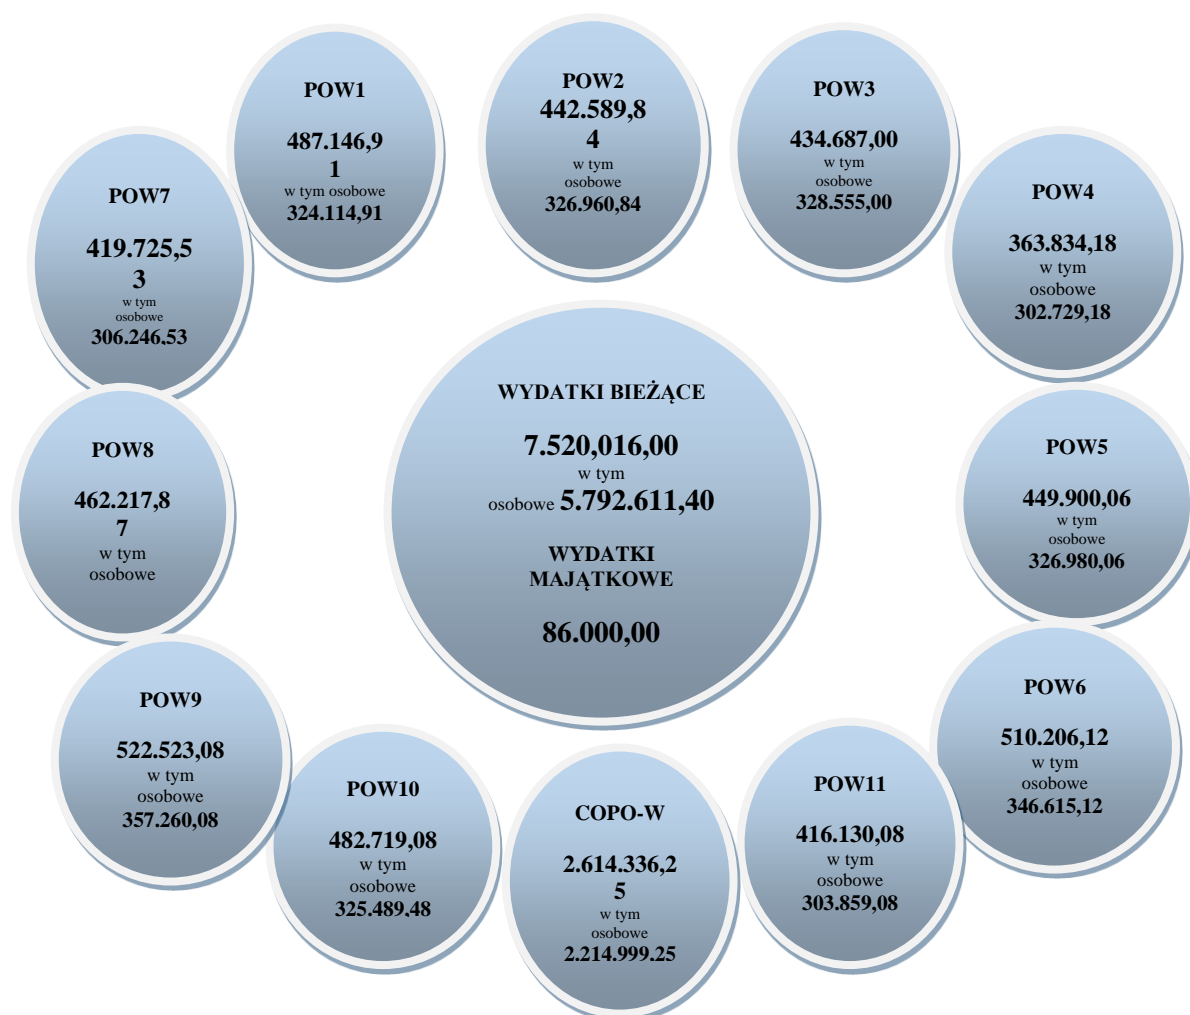 POW1
487.146,9
1
w tym osobowe
324.114,91
POW2
442.589,8
4
w tym
osobowe
326.960,84
POW3
434.687,00
w tym
osobowe
328.555,00
POW4
363.834,18
w tym
osobowe
302.729,18
POW5
449.900,06
w tym
osobowe
326.980,06
POW6
510.206,12
w tym
osobowe
346.615,12
POW11
416.130,08
w tym
osobowe
303.859,08
COPO-W
2.614.336,2
5
w tym
osobowe
2.214.999.25
POW10
482.719,08
w tym
osobowe
325.489,48
POW9
522.523,08
w tym
osobowe
357.260,08
POW8
462.217,8
7
w tym
osobowe
POW7
419.725,5
3
w tym
osobowe
306.246,53
WYDATKI BIEŻĄCE
7.520,016,00
w tym
osobowe 5.792.611,40
WYDATKI
MAJĄTKOWE
86.000,00